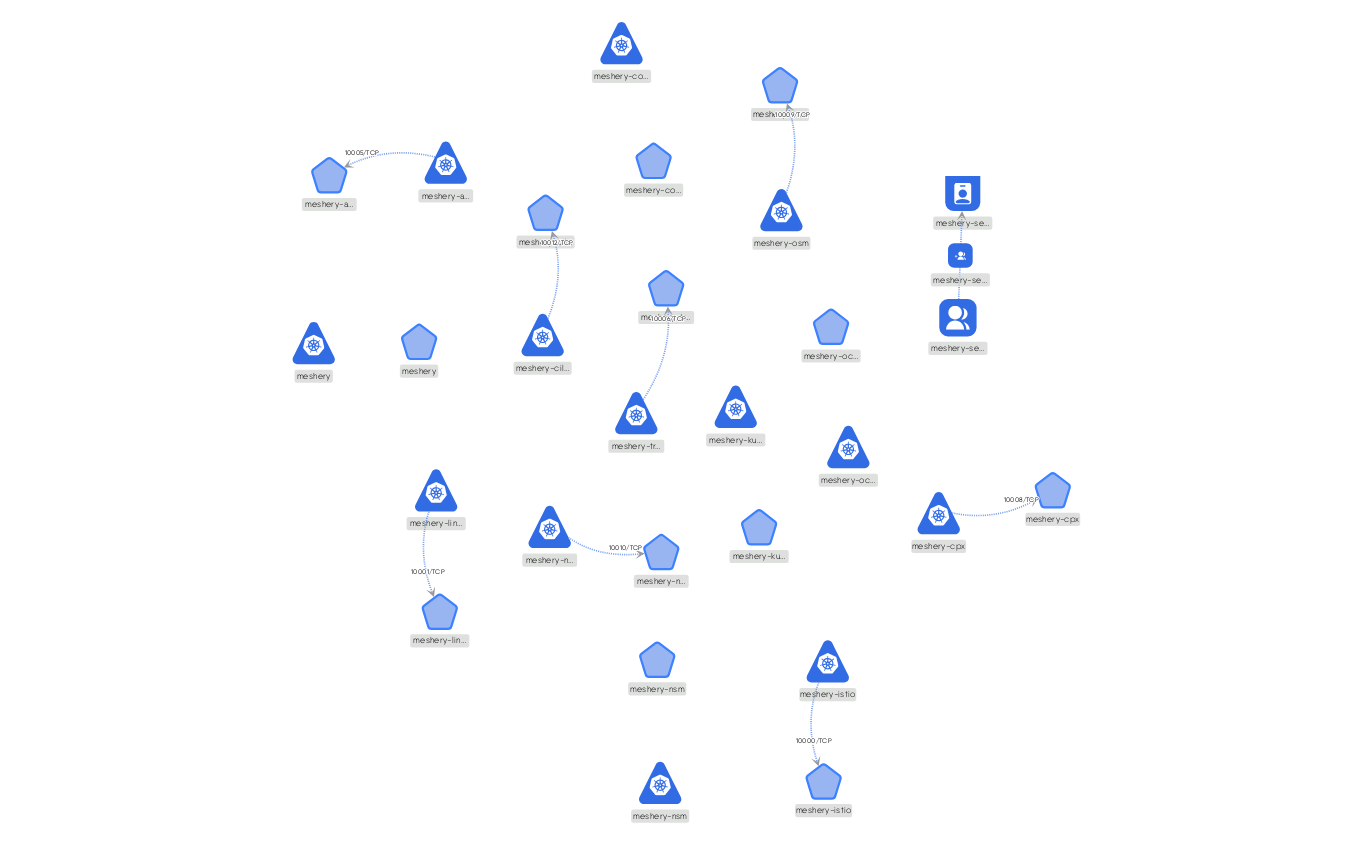 meshery-co...
10009/TCP
10005/TCP
meshery-a...
meshery-a...
meshery-co...
meshery-se...
meshery-osm
10012/TCP
meshery-se...
10006/TCP
meshery-se...
meshery-oc...
meshery
meshery
meshery-cil...
meshery-tr...
meshery-ku...
meshery-oc...
10008/TCP
meshery-lin...
meshery-cpx
meshery-cpx
10010/TCP
meshery-n...
meshery-ku...
10001/TCP
meshery-n...
meshery-lin...
meshery-nsm
meshery-istio
10000/TCP
meshery-istio
meshery-nsm